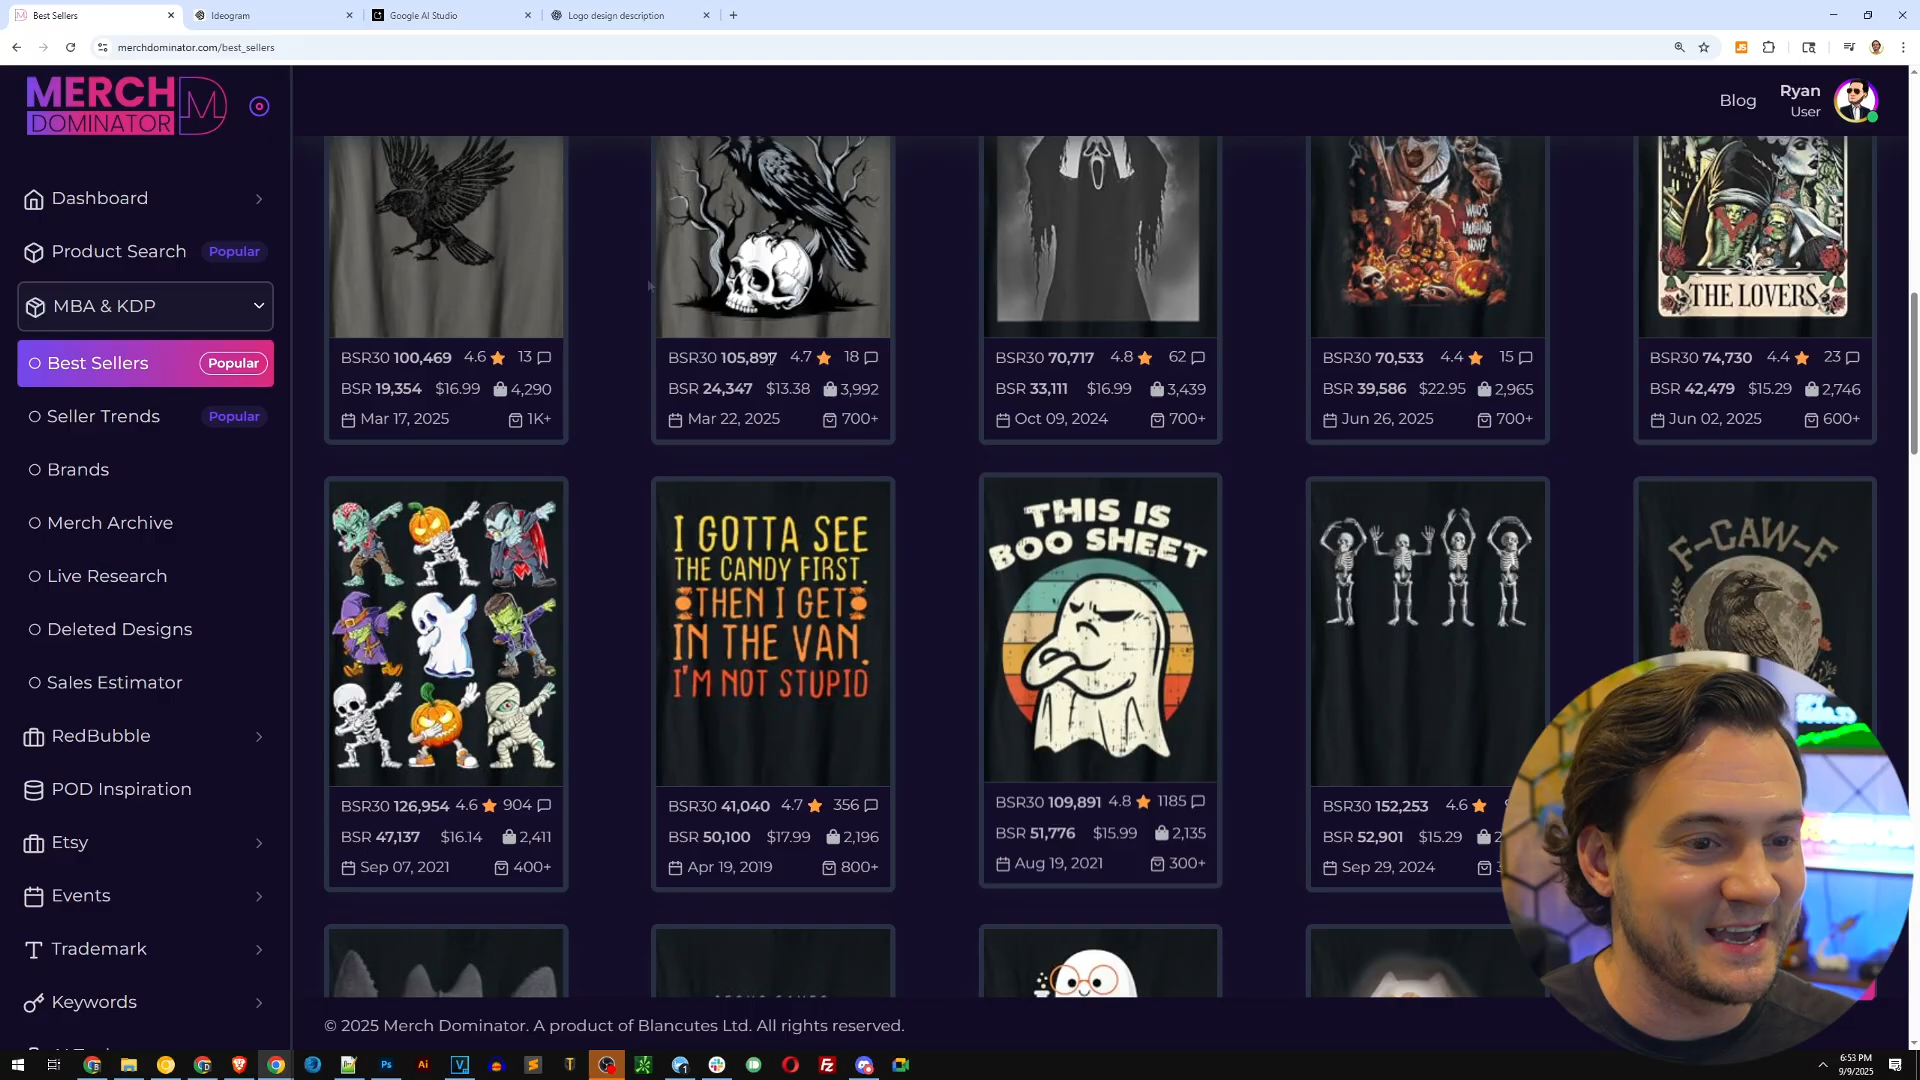 Best Sellers
Ideogram
Google AI Studio
Logo design description
merchdominator.com/best_sellers
MERCH
DOMINATOR
Blog
Ryan
User
Dashboard
Product Search Popular
MBA & KDP
Best Sellers Popular
Seller Trends Popular
Brands
Merch Archive
Live Research
Deleted Designs
Sales Estimator
RedBubble
POD Inspiration
Etsy
Events
Trademark
Keywords
WHO'S
LAUGHING
NOW?
THE LOVERS
BSR30 100,469 4.6 13
BSR 19,354 $16.99 4,290
Mar 17, 2025 1K+
BSR30 105,897 4.7 18
BSR 24,347 $13.38 3,992
Mar 22, 2025 700+
BSR30 70,717 4.8 62
BSR 33,111 $16.99 3,439
Oct 09, 2024 700+
BSR30 70,533 4.4 15
BSR 39,586 $22.95 2,965
Jun 26, 2025 700+
BSR30 74,730 4.4 23
BSR 42,479 $15.29 2,746
Jun 02, 2025 600+
I GOTTA SEE
THE CANDY FIRST.
THEN I GET
IN THE VAN.
I'M NOT STUPID
THIS IS
BOO SHEET
F-CAW-F
BSR30 126,954 4.6 904
BSR 47,137 $16.14 2,411
Sep 07, 2021 400+
BSR30 41,040 4.7 356
BSR 50,100 $17.99 2,196
Apr 19, 2019 800+
BSR30 109,891 4.8 1185
BSR 51,776 $15.99 2,135
Aug 19, 2021 300+
BSR30 152,253 4.6
BSR 52,901 $15.29
Sep 29, 2024
© 2025 Merch Dominator. A product of Blancutes Ltd. All rights reserved.
6:53 PM
9/9/2025